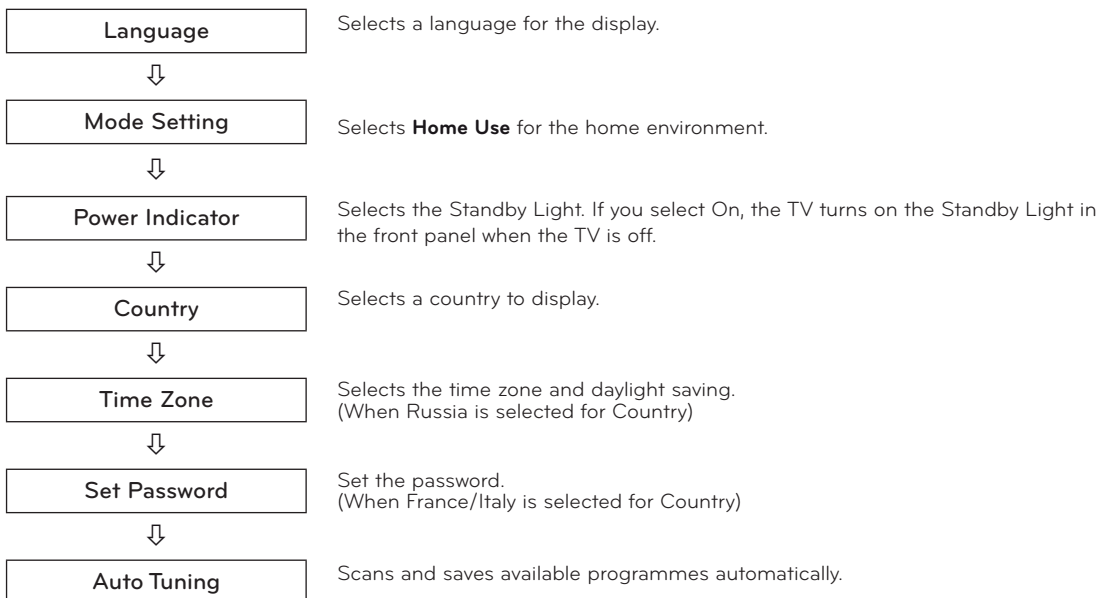 Language
Selects a language for the display.
Mode Setting
Selects Home Use for the home environment.
Power Indicator
Selects the Standby Light. If you select On, the TV turns on the Standby Light in
the front panel when the TV is off.
Country
Selects a country to display.
Time Zone
Selects the time zone and daylight saving.
(When Russia is selected for Country)
Set Password
Set the password.
(When France/Italy is selected for Country)
Auto Tuning
Scans and saves available programmes automatically.